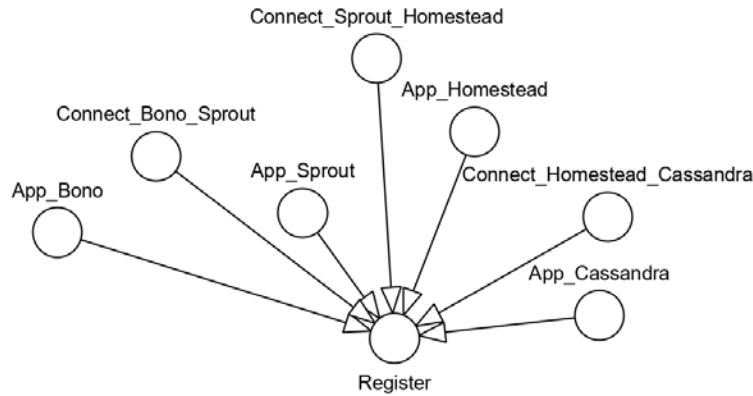 Connect_Sprout_Homestead
App_Homestead
Connect_Bono_Sprout
App_Sprout
Connect_Homestead_Cassandra
App_Bono
App_Cassandra
Register